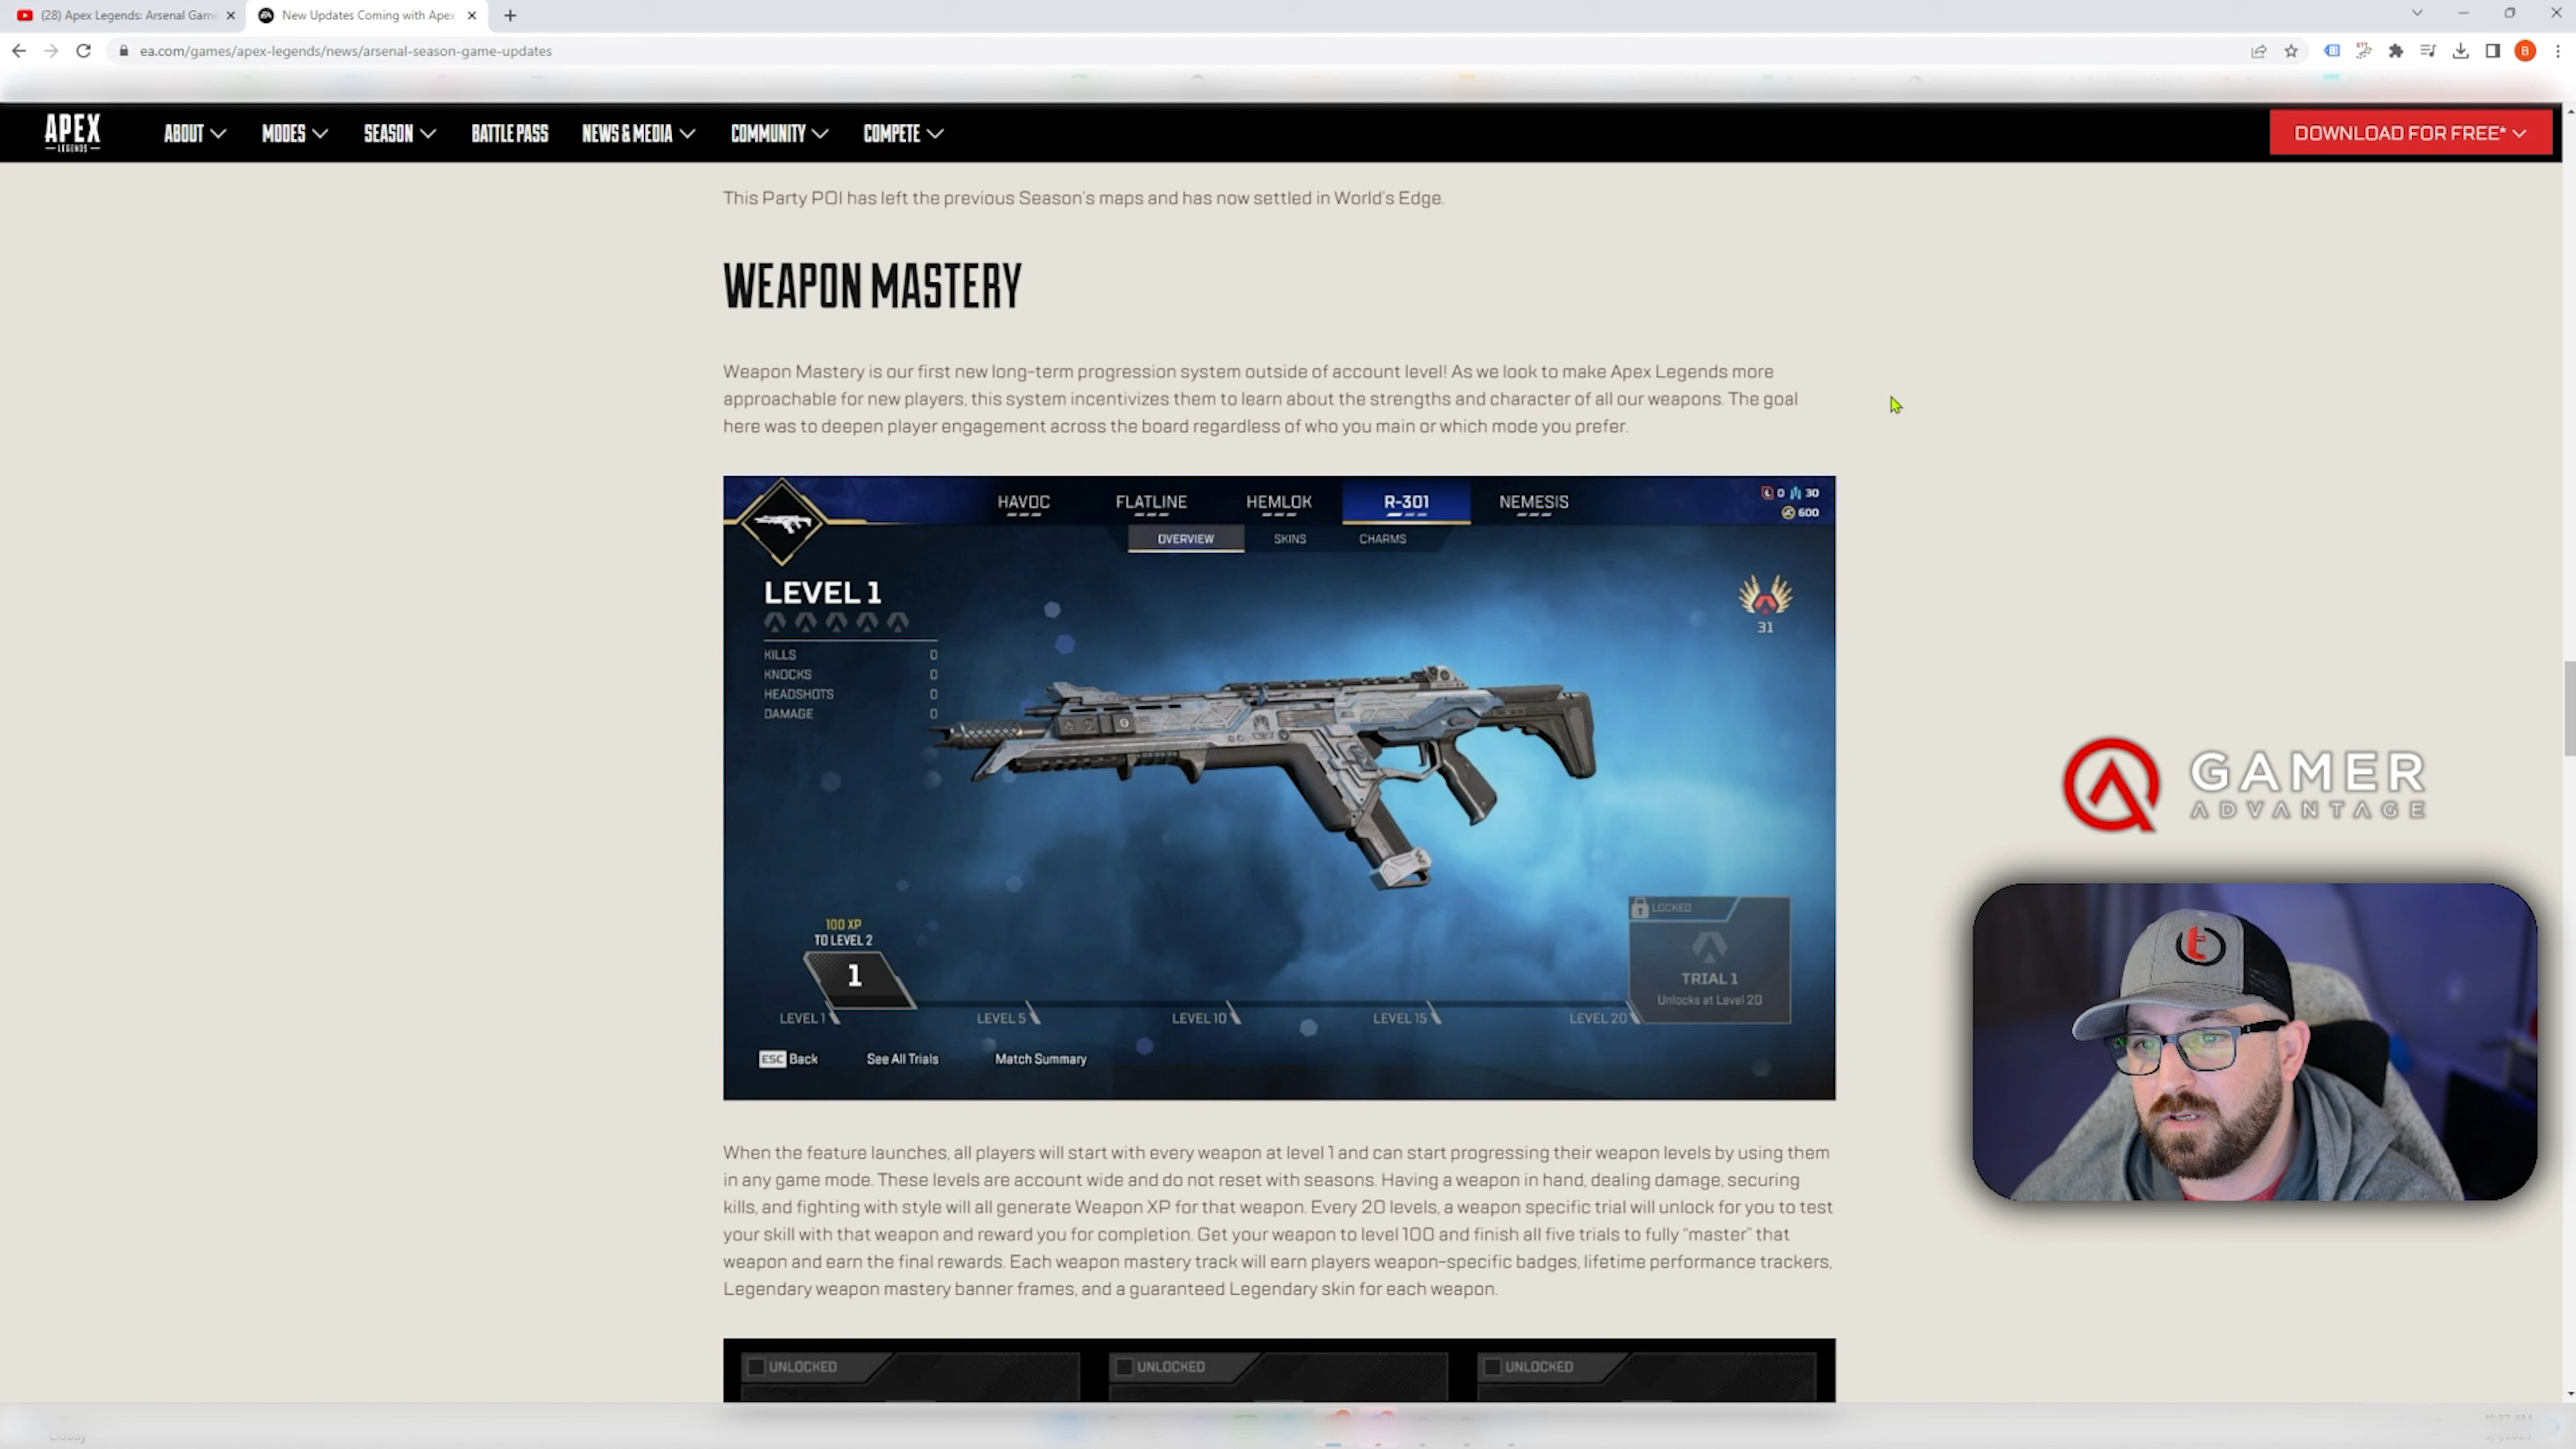 (28) Apex Legends: Arsenal Gam
New Updates Coming with Apex
ea.com/games/apex-legends/news/arsenal-season-game-updates
B
APEX
LEGENDS
ABOUT
MODES
SEASON
BATTLE PASS
NEWS & MEDIA
COMMUNITY
COMPETE
DOWNLOAD FOR FREE*
This Party POI has left the previous Season's maps and has now settled in World's Edge.
WEAPON MASTERY
Weapon Mastery is our first new long-term progression system outside of account level! As we look to make Apex Legends more
approachable for new players, this system incentivizes them to learn about the strengths and character of all our weapons. The goal
here was to deepen player engagement across the board regardless of who you main or which mode you prefer.
HAVOC
FLATLINE
HEMLOK
R-301
NEMESIS
0 30
600
OVERVIEW
SKINS
CHARMS
LEVEL 1
31
KILLS 0
KNOCKS 0
HEADSHOTS 0
DAMAGE 0
100 XP
TO LEVEL 2
1
LOCKED
TRIAL 1
Unlocks at Level 20
LEVEL 1
LEVEL 5
LEVEL 10
LEVEL 15
LEVEL 20
ESC Back
See All Trials
Match Summary
GAMER
ADVANTAGE
When the feature launches, all players will start with every weapon at level 1 and can start progressing their weapon levels by using them
in any game mode. These levels are account wide and do not reset with seasons. Having a weapon in hand, dealing damage, securing
kills, and fighting with style will all generate Weapon XP for that weapon. Every 20 levels, a weapon specific trial will unlock for you to test
your skill with that weapon and reward you for completion. Get your weapon to level 100 and finish all five trials to fully “master” that
weapon and earn the final rewards. Each weapon mastery track will earn players weapon-specific badges, lifetime performance trackers,
Legendary weapon mastery banner frames, and a guaranteed Legendary skin for each weapon.
UNLOCKED
UNLOCKED
UNLOCKED
Cloudy